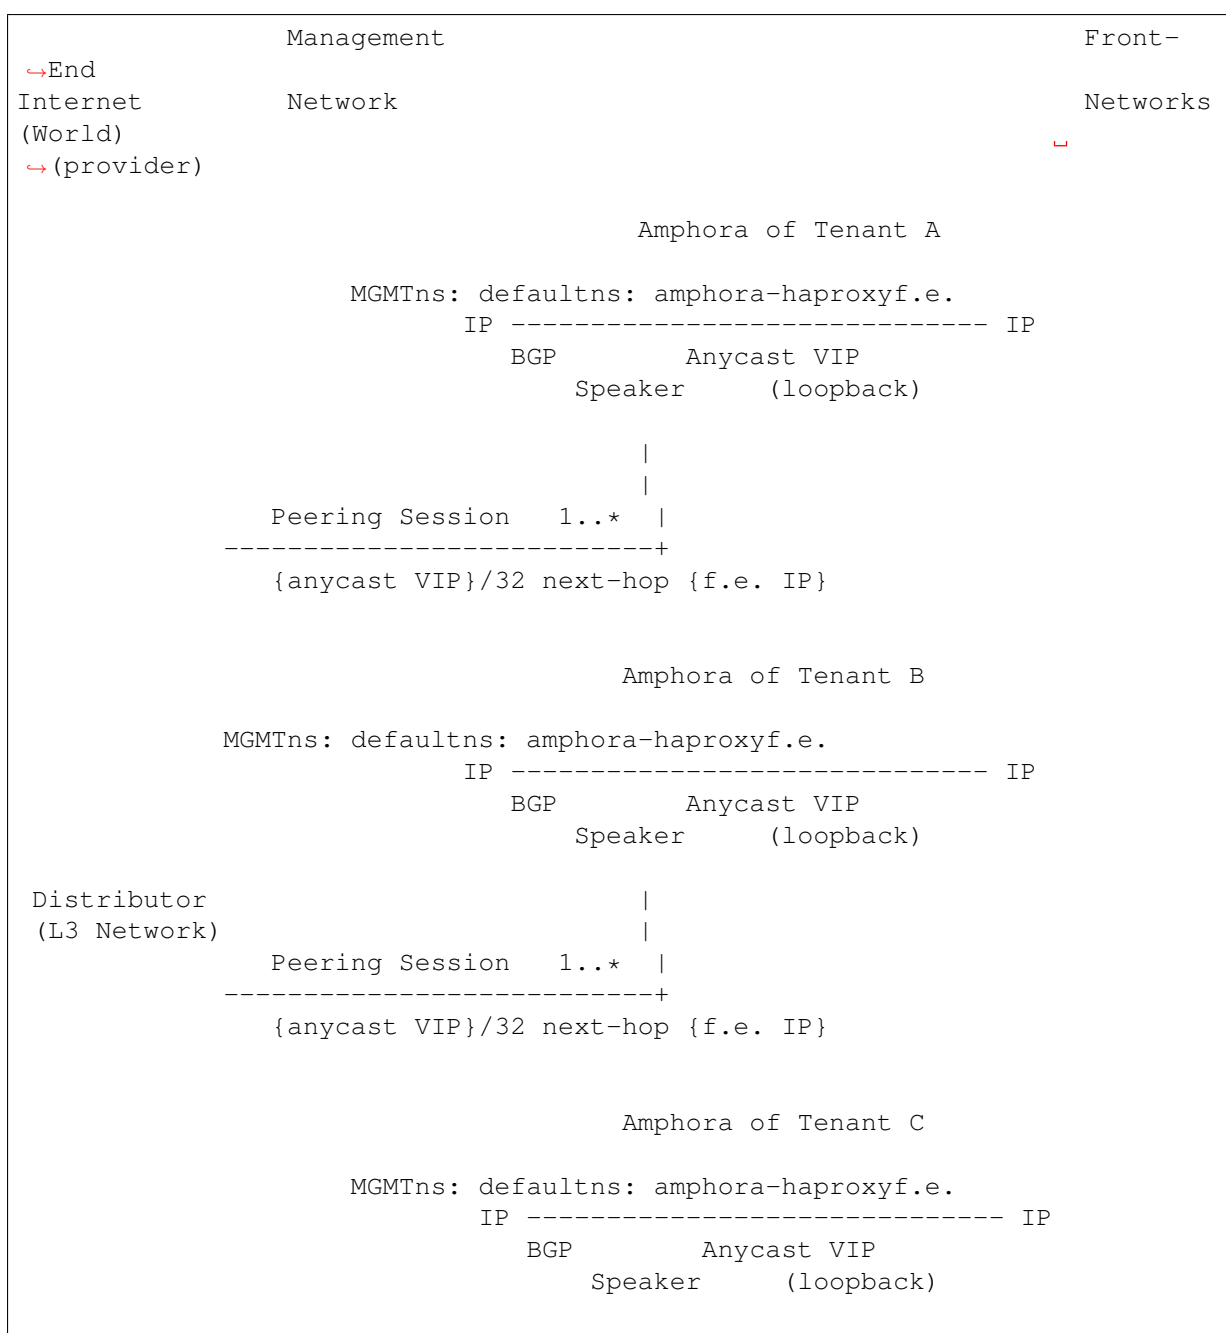 Management Front-
↪End
Internet Network Networks
(World) ␣
↪(provider)
Amphora of Tenant A
MGMTns: defaultns: amphora-haproxyf.e.
IP ------------------------------ IP
BGP Anycast VIP
Speaker (loopback)
|
|
Peering Session 1..* |
---------------------------+
{anycast VIP}/32 next-hop {f.e. IP}
Amphora of Tenant B
MGMTns: defaultns: amphora-haproxyf.e.
IP ------------------------------ IP
BGP Anycast VIP
Speaker (loopback)
Distributor |
(L3 Network) |
Peering Session 1..* |
---------------------------+
{anycast VIP}/32 next-hop {f.e. IP}
Amphora of Tenant C
MGMTns: defaultns: amphora-haproxyf.e.
IP ------------------------------ IP
BGP Anycast VIP
Speaker (loopback)